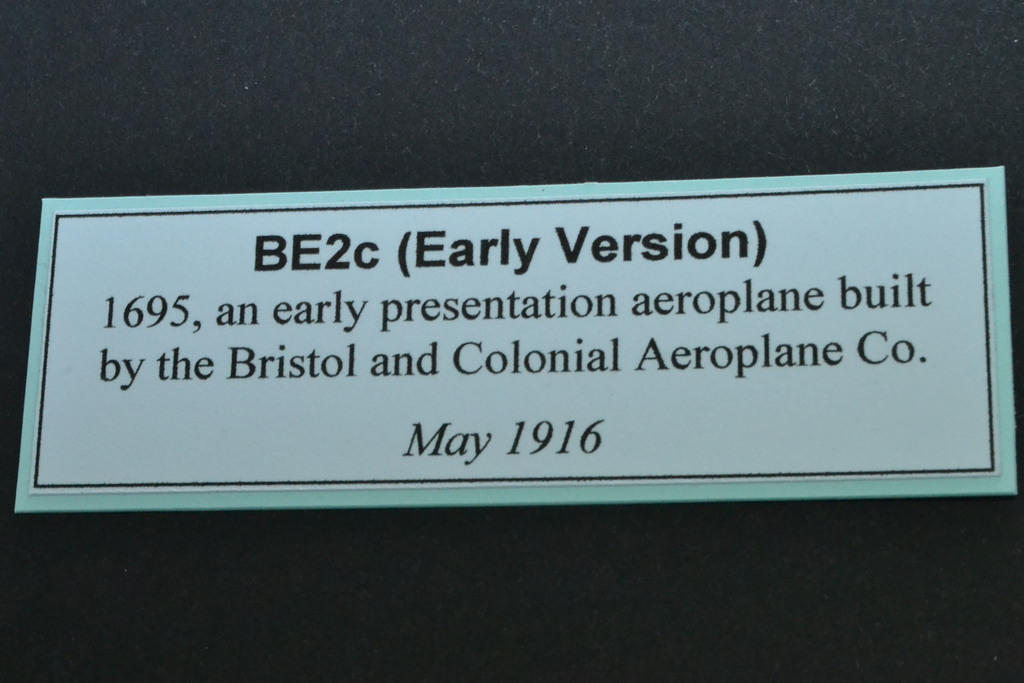 BE2c (Early Version)
1695, an early presentation aeroplane built
by the Bristol and Colonial Aeroplane Co.
May 1916